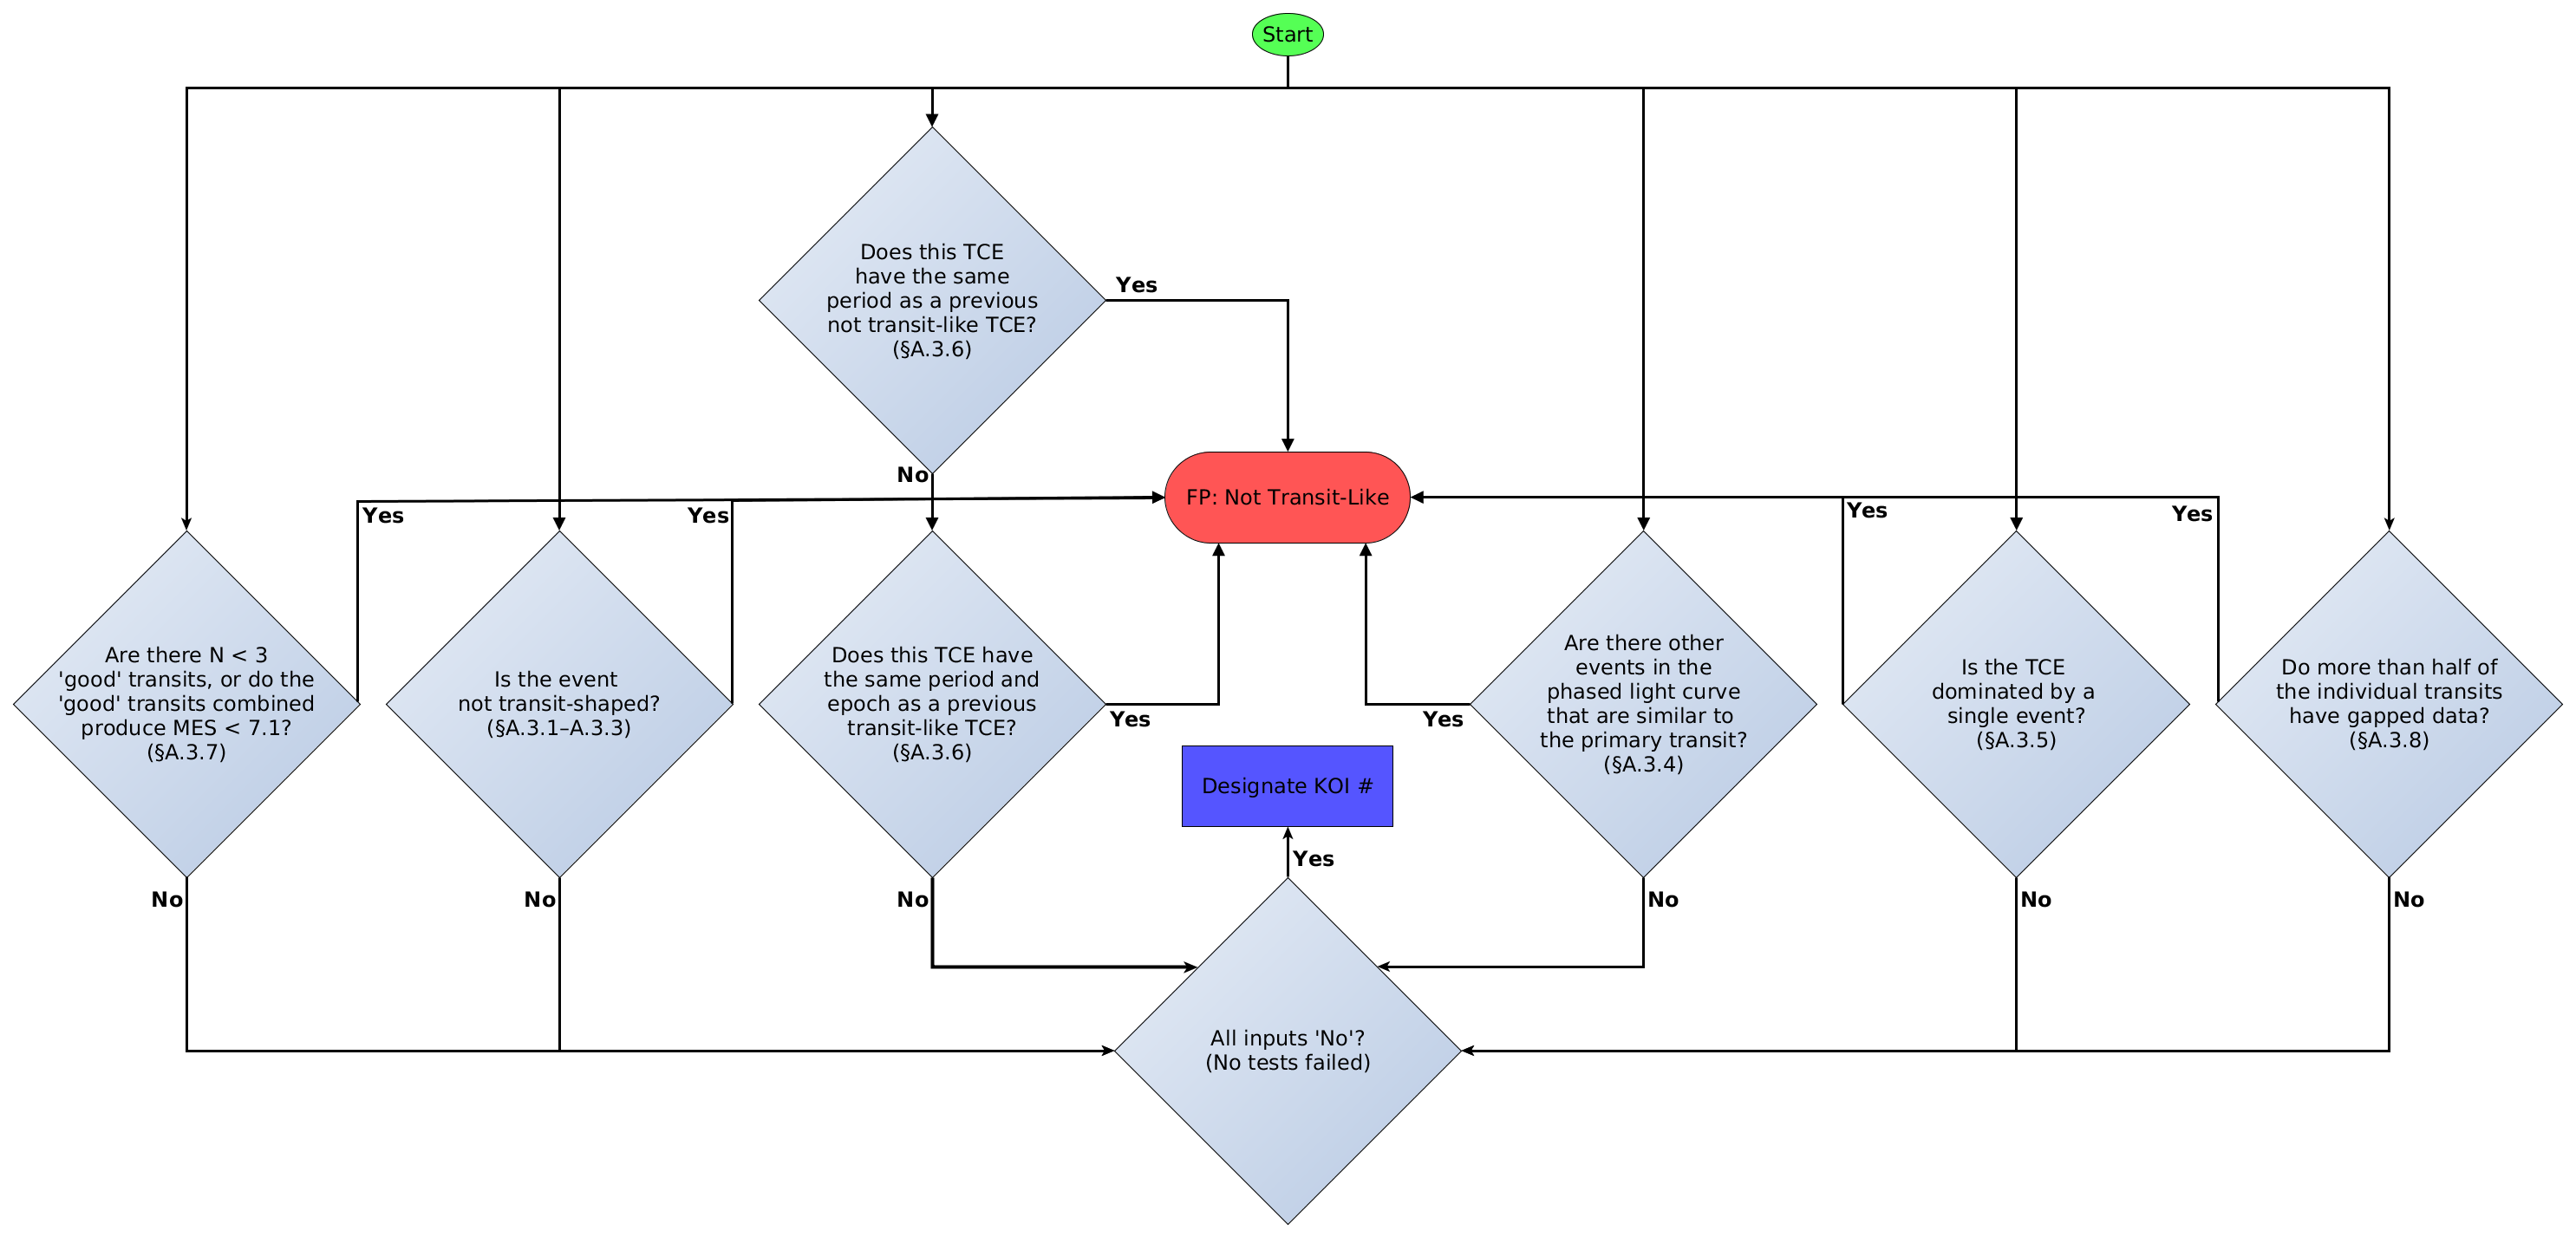 Start
Does this TCE
have the same
period as a previous
not transit-like TCE?
(§A.3.6)
Yes
No
FP: Not Transit-Like
Yes
Yes
Yes
Yes
Are there N < 3
'good' transits, or do the
'good' transits combined
produce MES < 7.1?
(§A.3.7)
Is the event
not transit-shaped?
(§A.3.1–A.3.3)
Does this TCE have
the same period and
epoch as a previous
transit-like TCE?
(§A.3.6)
Yes
Are there other
events in the
phased light curve
that are similar to
the primary transit?
(§A.3.4)
Yes
Is the TCE
dominated by a
single event?
(§A.3.5)
Do more than half of
the individual transits
have gapped data?
(§A.3.8)
Designate KOI #
Yes
No
No
No
No
No
No
All inputs 'No'?
(No tests failed)